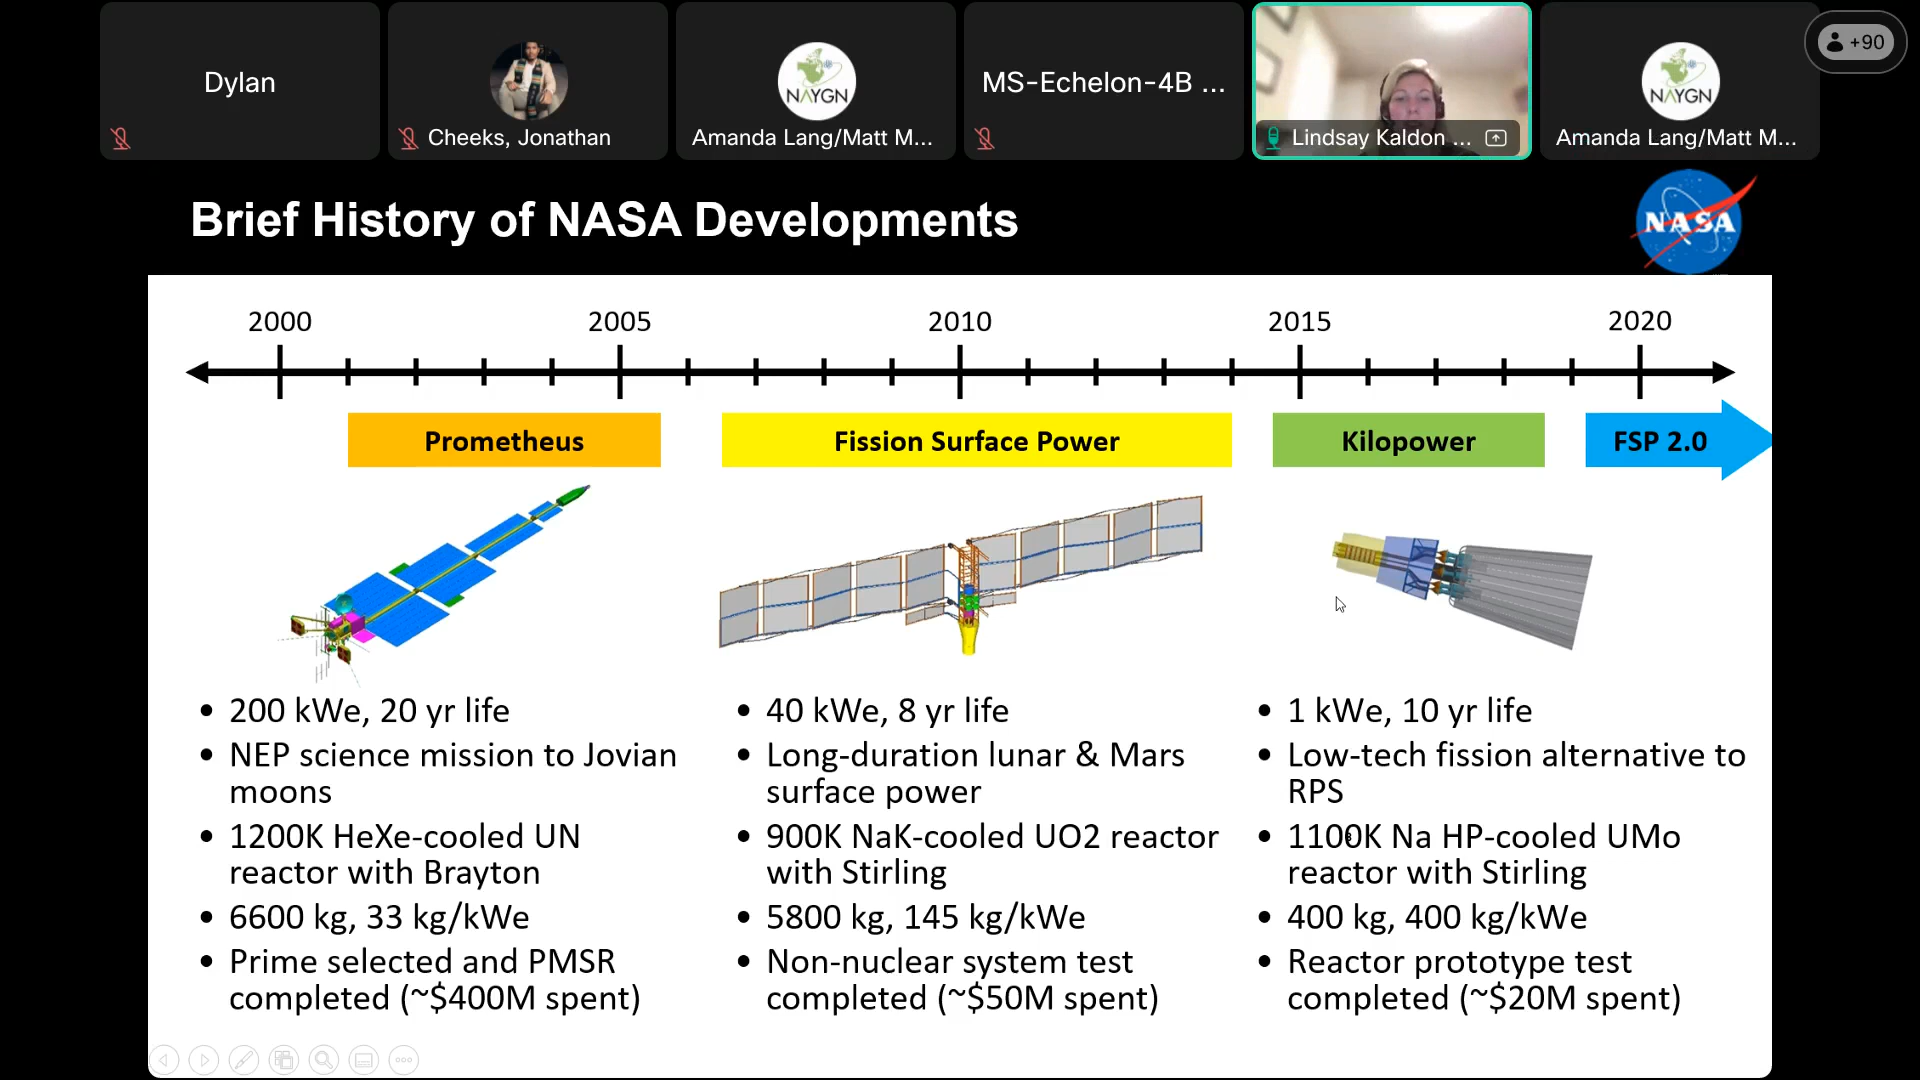 Dylan
Cheeks, Jonathan
NAYGN
Amanda Lang/Matt M...
MS-Echelon-4B ...
Lindsay Kaldon ...
NAYGN
Amanda Lang/Matt M...
+90
Brief History of NASA Developments
NASA
2000
2005
2010
2015
2020
Prometheus
Fission Surface Power
Kilopower
FSP 2.0
• 200 kWe, 20 yr life
• NEP science mission to Jovian
moons
• 1200K HeXe-cooled UN
reactor with Brayton
• 6600 kg, 33 kg/kWe
• Prime selected and PMSR
completed (~$400M spent)
• 40 kWe, 8 yr life
• Long-duration lunar & Mars
surface power
• 900K NaK-cooled UO2 reactor
with Stirling
• 5800 kg, 145 kg/kWe
• Non-nuclear system test
completed (~$50M spent)
• 1 kWe, 10 yr life
• Low-tech fission alternative to
RPS
• 1100K Na HP-cooled UMo
reactor with Stirling
• 400 kg, 400 kg/kWe
• Reactor prototype test
completed (~$20M spent)